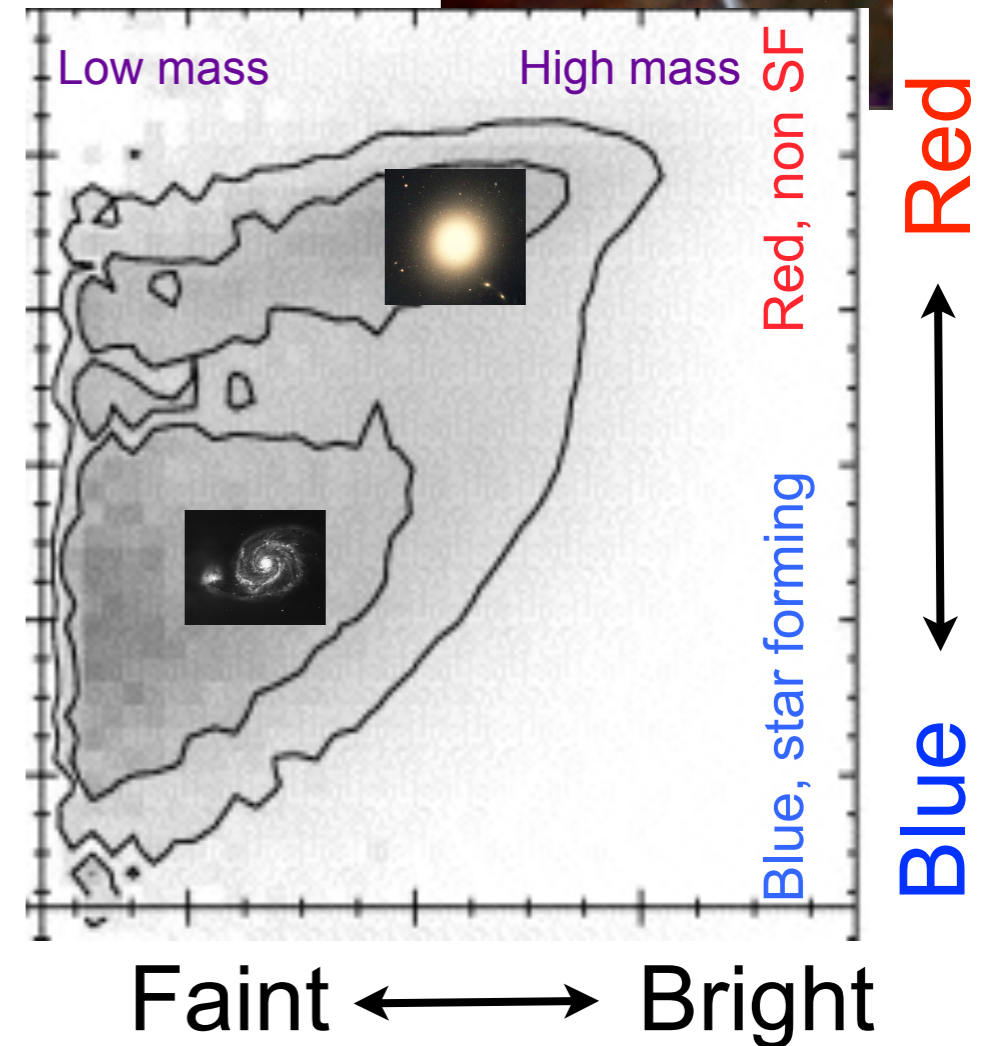 Low mass
High mass
Red, non SF
Blue, star forming
Red
Blue
Faint
Bright